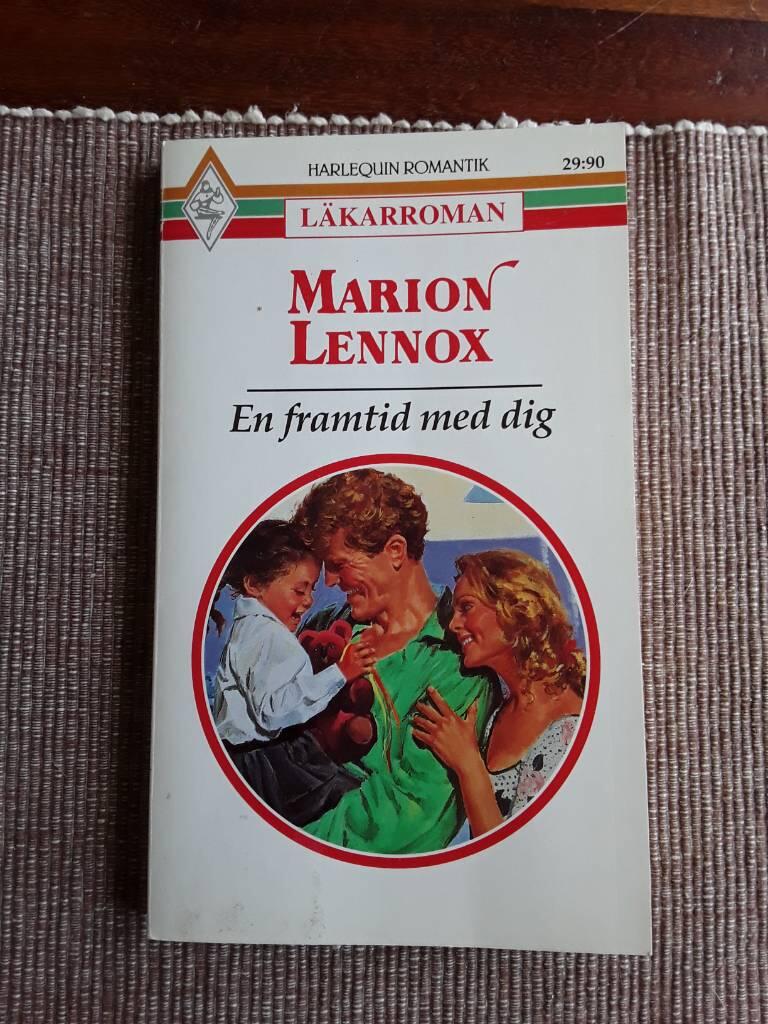 HARLEQUIN ROMANTIK 29:90
LÄKARROMAN
MARION
LENNOX
En framtid med dig